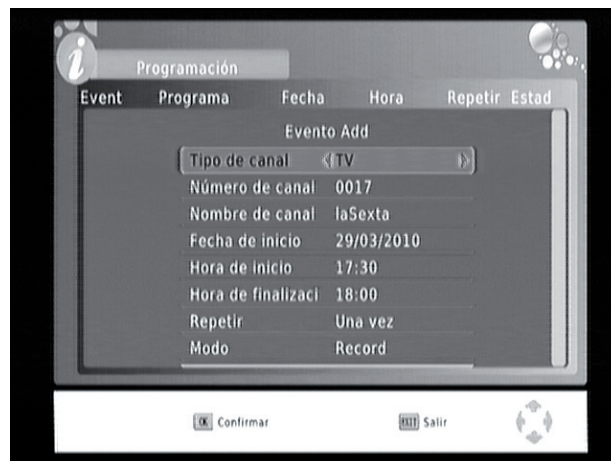 Programación
Event Programa Fecha Hora Repetir Estad
Evento Add
Tipo de canal TV
Número de canal 0017
Nombre de canal laSexta
Fecha de inicio 29/03/2010
Hora de inicio 17:30
Hora de finalizaci 18:00
Repetir Una vez
Modo Record
OK Confirmar EXIT Salir